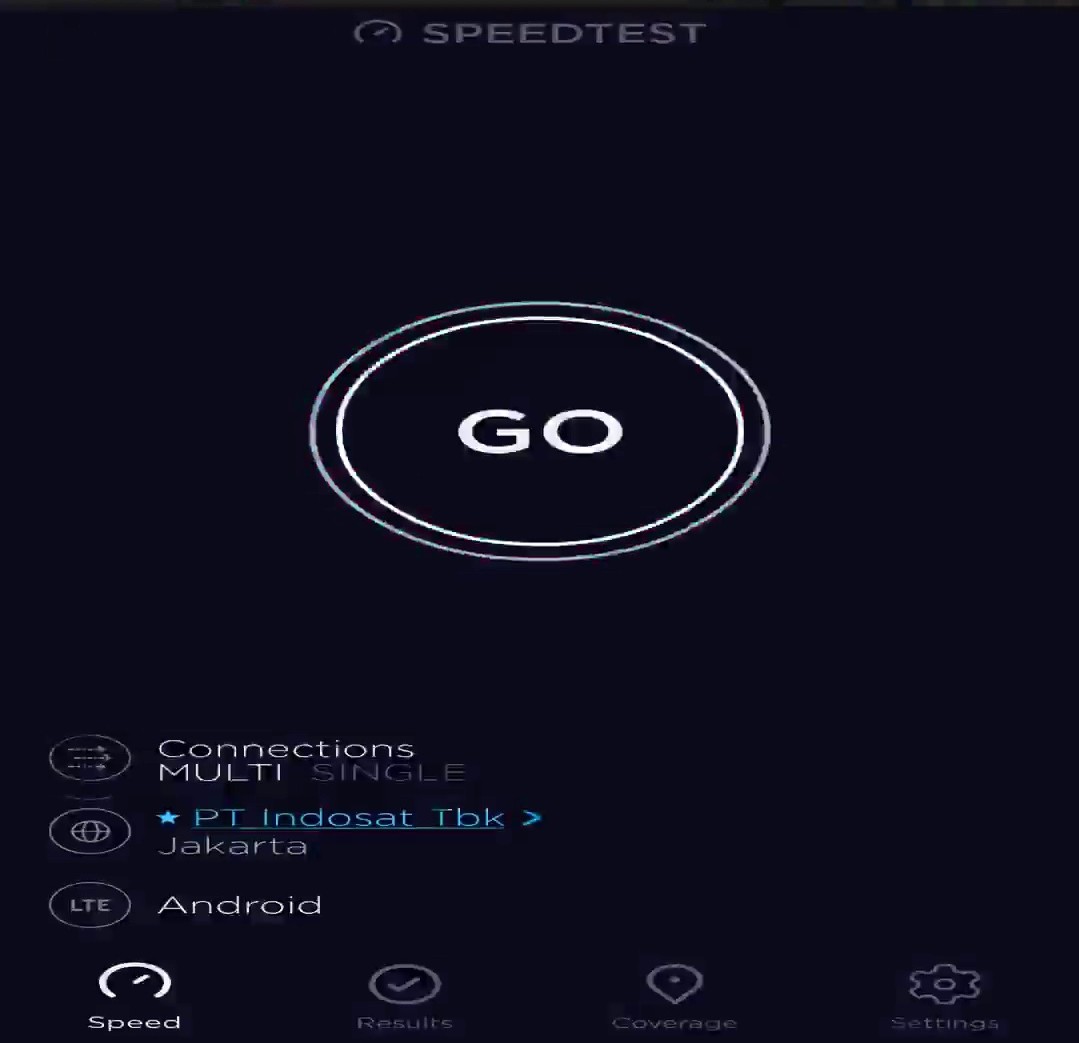 SPEEDTEST
GO
Connections
MULTI SINGLE
★ PT Indosat Tbk >
Jakarta
LTE Android
Speed Results Coverage Settings